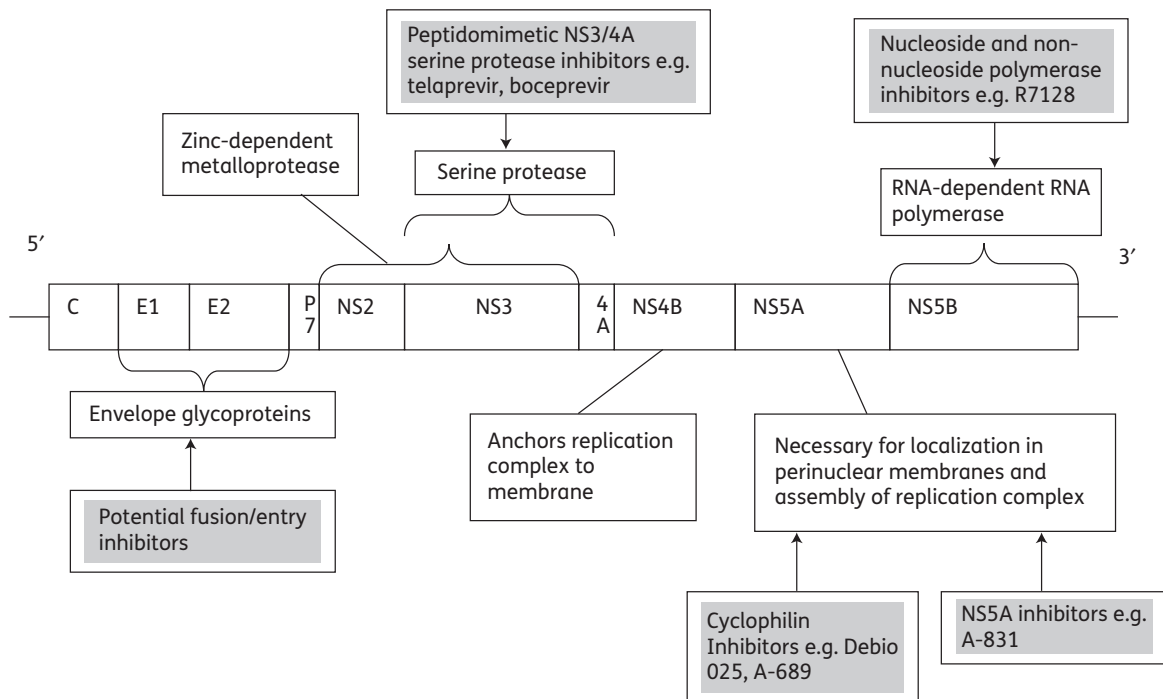 Peptidomimetic NS3/4A
serine protease inhibitors e.g.
telaprevir, boceprevir
Nucleoside and non-
nucleoside polymerase
inhibitors e.g. R7128
Zinc-dependent
metalloprotease
Serine protease
RNA-dependent RNA
polymerase
5′
3′
C
E1
E2
P
7
NS2
NS3
4
A
NS4B
NS5A
NS5B
Envelope glycoproteins
Anchors replication
complex to
membrane
Necessary for localization in
perinuclear membranes and
assembly of replication complex
Potential fusion/entry
inhibitors
Cyclophilin
Inhibitors e.g. Debio
025, A-689
NS5A inhibitors e.g.
A-831